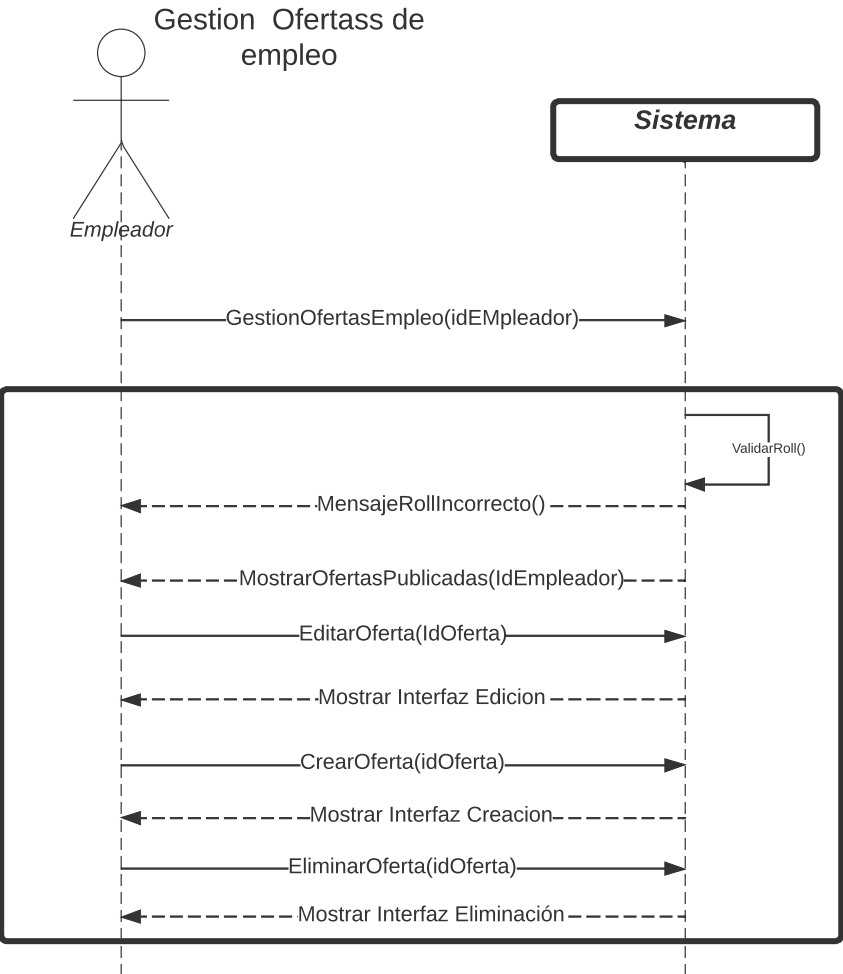 Gestion  Ofertass de
empleo
Sistema
Empleador
GestionOfertasEmpleo(idEMpleador)
ValidarRoll()
MensajeRollIncorrecto()
MostrarOfertasPublicadas(IdEmpleador)
EditarOferta(IdOferta)
Mostrar Interfaz Edicion
CrearOferta(idOferta)
Mostrar Interfaz Creacion
EliminarOferta(idOferta)
Mostrar Interfaz Eliminación